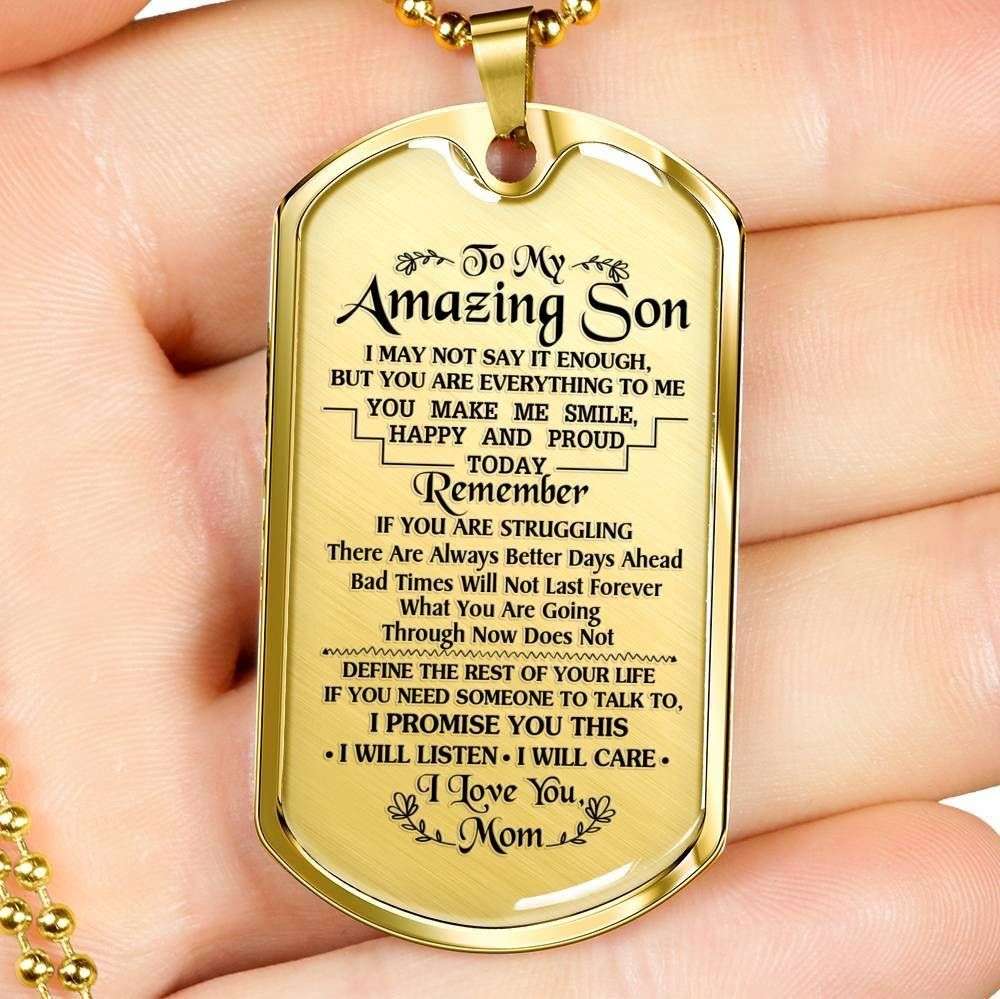 To My
Amazing Son
I MAY NOT SAY IT ENOUGH,
BUT YOU ARE EVERYTHING TO ME
YOU MAKE ME SMILE,
HAPPY AND PROUD
TODAY
Remember
IF YOU ARE STRUGGLING
There Are Always Better Days Ahead
Bad Times Will Not Last Forever
What You Are Going
Through Now Does Not
DEFINE THE REST OF YOUR LIFE
IF YOU NEED SOMEONE TO TALK TO,
I PROMISE YOU THIS
• I WILL LISTEN • I WILL CARE •
I Love You,
Mom